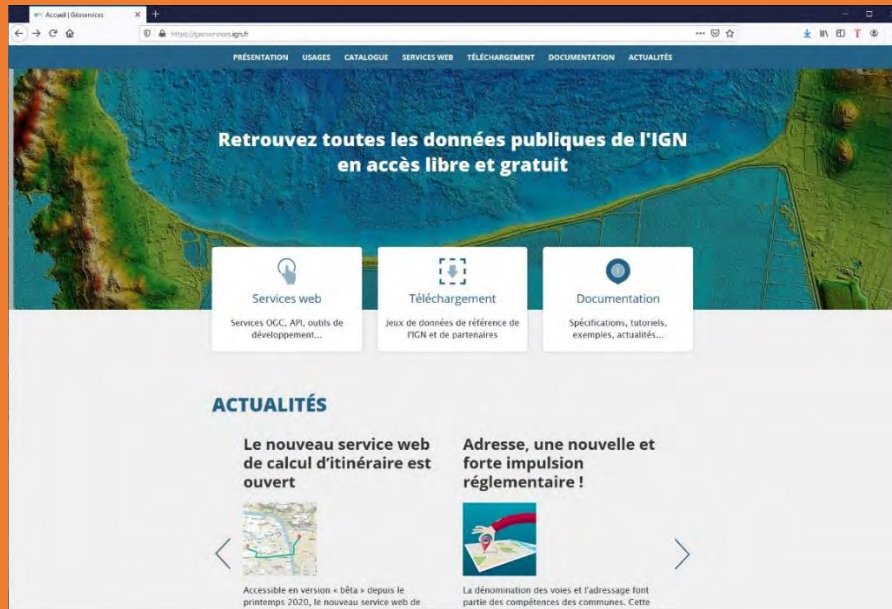 Accueil | Géoservices
https://geoservices.ign.fr
PRÉSENTATION USAGES CATALOGUE SERVICES WEB TÉLÉCHARGEMENT DOCUMENTATION ACTUALITÉS
Retrouvez toutes les données publiques de l'IGN
en accès libre et gratuit
Services web
Services OGC, API, outils de
développement...
Téléchargement
Jeux de données de référence de
l'IGN et de partenaires
Documentation
Spécifications, tutoriels,
exemples, actualités...
ACTUALITÉS
Le nouveau service web
de calcul d'itinéraire est
ouvert
Accessible en version « bêta » depuis le
printemps 2020, le nouveau service web de
Adresse, une nouvelle et
forte impulsion
réglementaire !
La dénomination des voies et l'adressage font
partie des compétences des communes. Cette